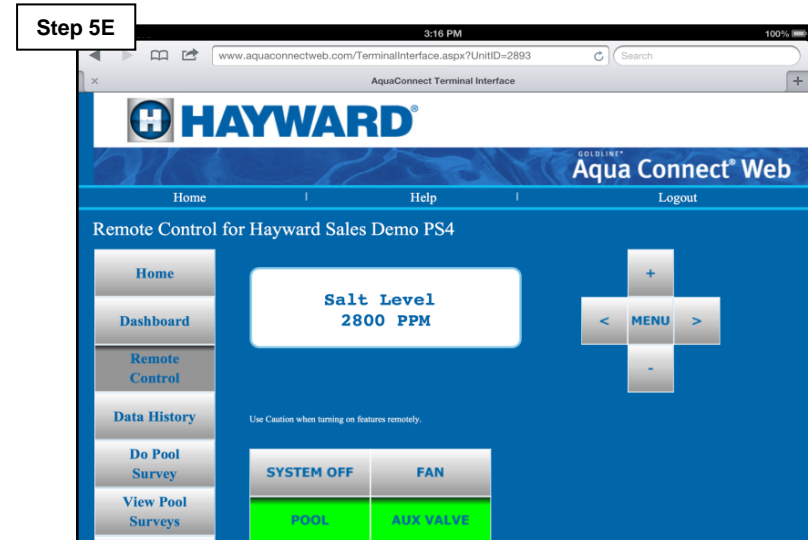 Step 5E
3:16 PM
100%
www.aquaconnectweb.com/TerminalInterface.aspx?UnitID=2893
Search
AquaConnect Terminal Interface
H HAYWARD®
GOLDLINE®
Aqua Connect® Web
Home | Help | Logout
Remote Control for Hayward Sales Demo PS4
Home
Dashboard
Remote
Control
Data History
Do Pool
Survey
View Pool
Surveys
Salt Level
2800 PPM
+
< MENU >
-
Use Caution when turning on features remotely.
SYSTEM OFF FAN
POOL AUX VALVE